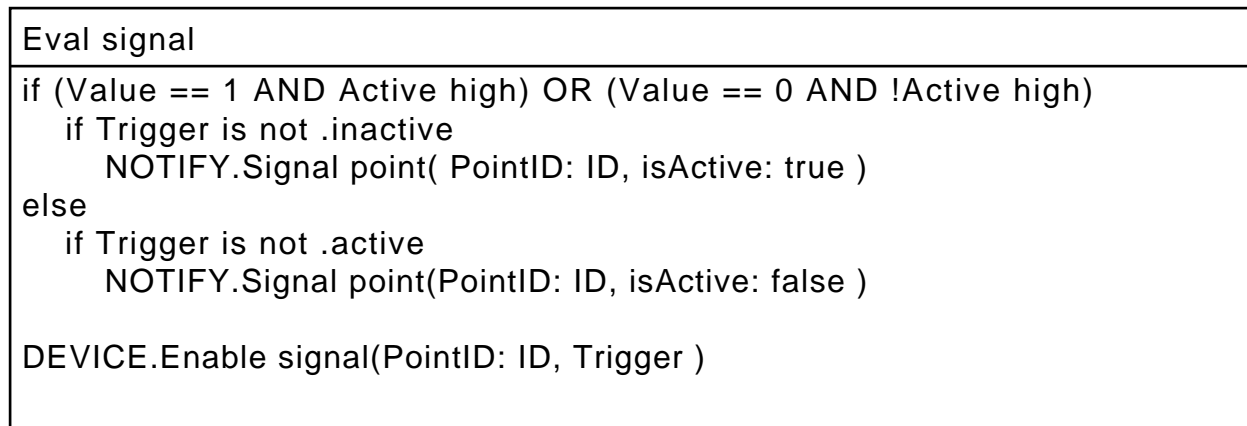 Eval signal
if (Value == 1 AND Active high) OR (Value == 0 AND !Active high)
if Trigger is not .inactive
NOTIFY.Signal point( PointID: ID, isActive: true )
else
if Trigger is not .active
NOTIFY.Signal point(PointID: ID, isActive: false )
DEVICE.Enable signal(PointID: ID, Trigger )